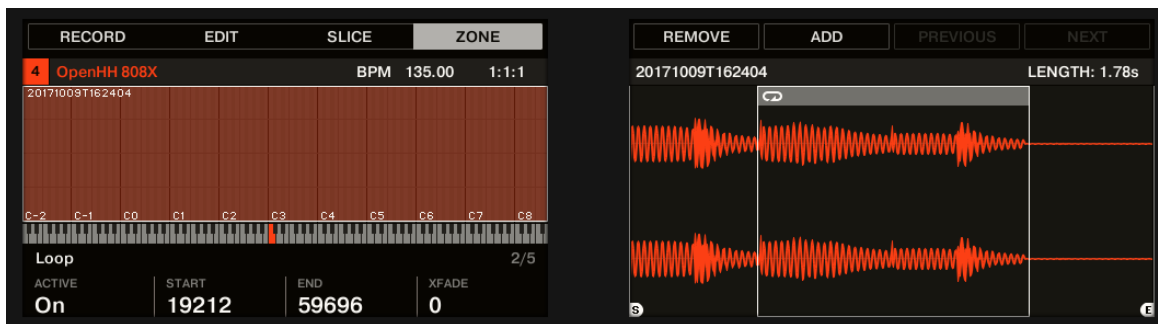 RECORD EDIT SLICE ZONE
4 OpenHH 808X BPM 135.00 1:1:1
20171009T162404
C-2 C-1 C0 C1 C2 C3 C4 C5 C6 C7 C8
Loop 2/5
ACTIVE START END XFADE
On 19212 59696 0
REMOVE ADD PREVIOUS NEXT
20171009T162404 LENGTH: 1.78s
S E